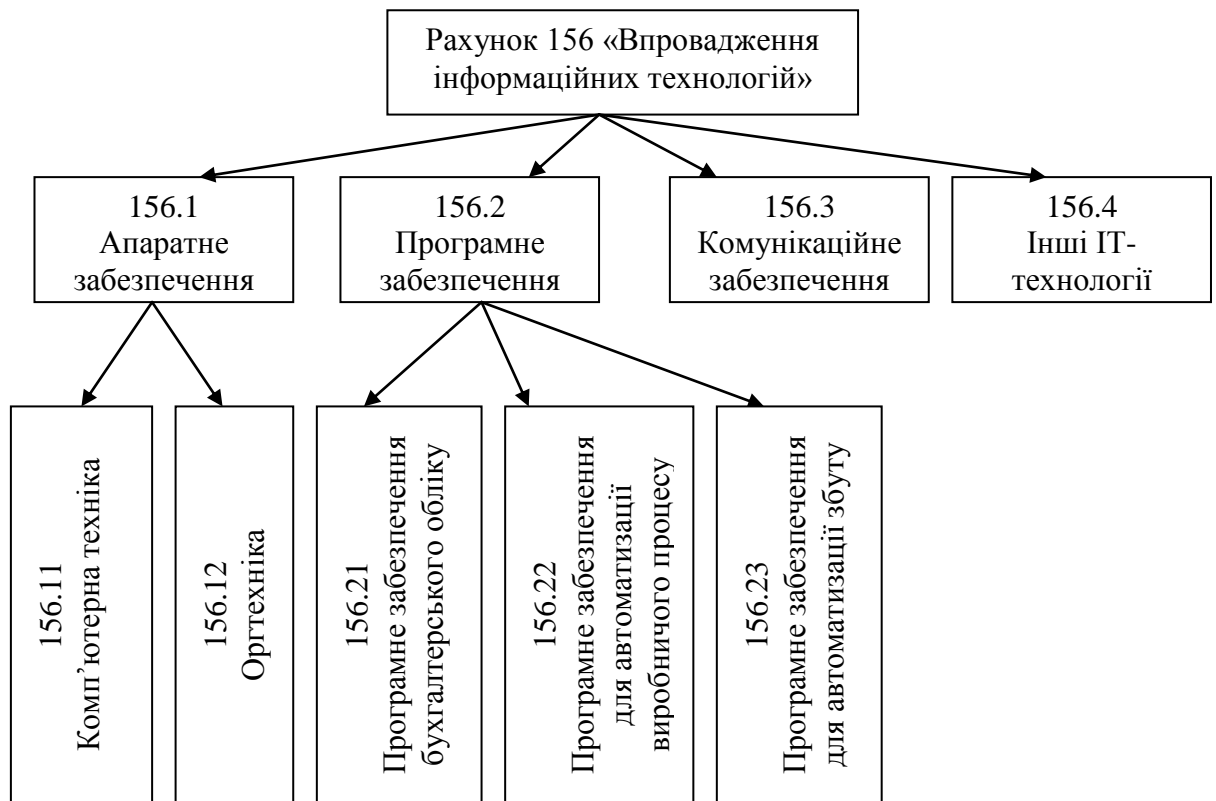 Рахунок 156 «Впровадження
інформаційних технологій»
156.1
Апаратне
забезпечення
156.2
Програмне
забезпечення
156.3
Комунікаційне
забезпечення
156.4
Інші ІТ-
технології
156.11
Комп’ютерна техніка
156.12
Оргтехніка
156.21
Програмне забезпечення
бухгалтерського обліку
156.22
Програмне забезпечення
для автоматизації
виробничого процесу
156.23
Програмне забезпечення
для автоматизації збуту